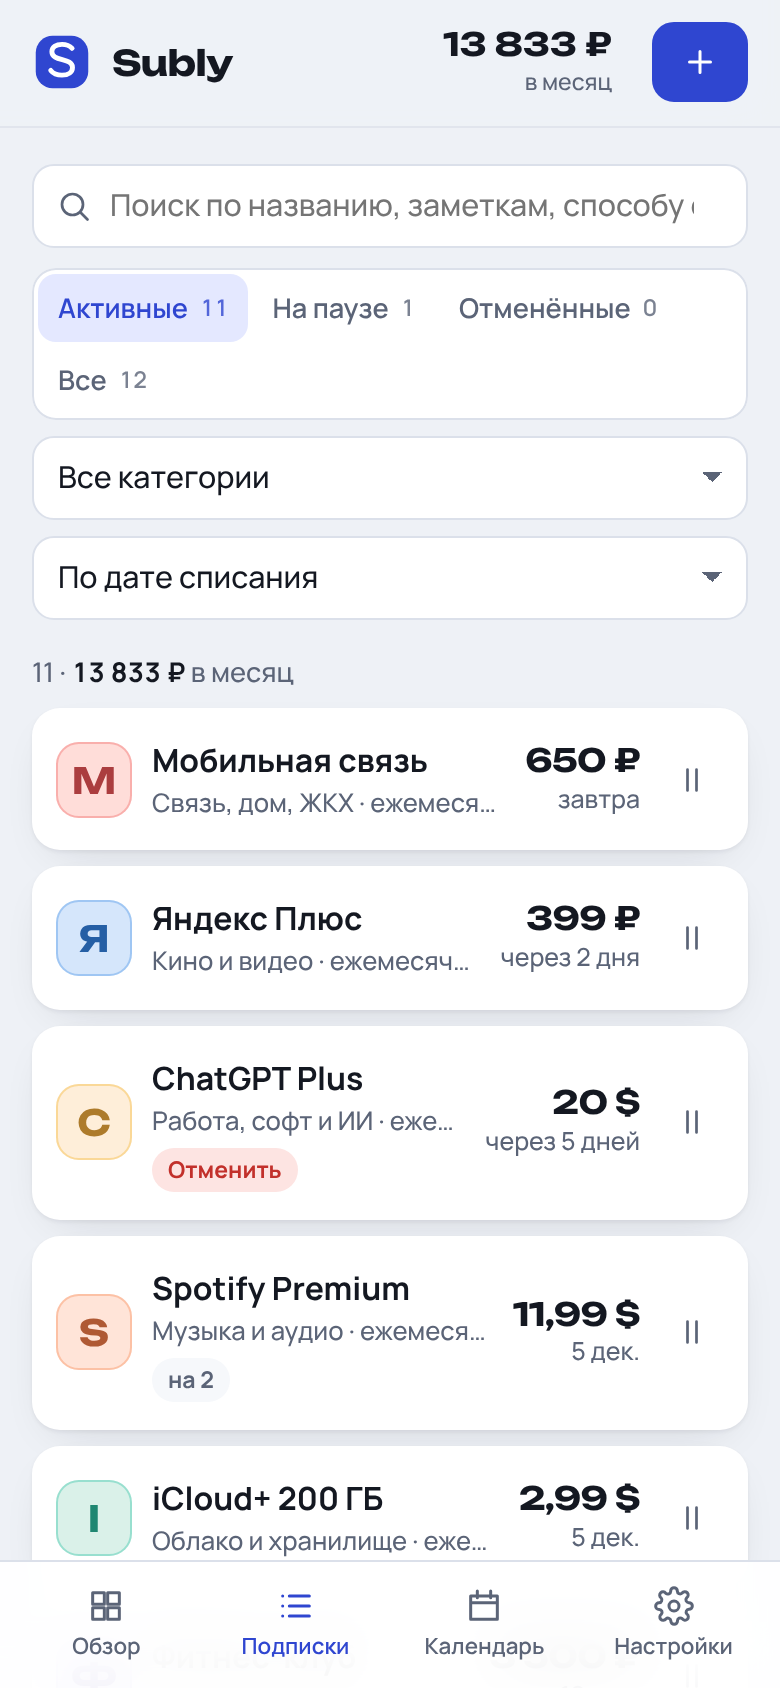 S Subly
13 833 ₽
в месяц
Поиск по названию, заметкам, способу
Активные 11 На паузе 1 Отменённые 0
Все 12
Все категории
По дате списания
11 · 13 833 ₽ в месяц
М Мобильная связь 650 ₽
Связь, дом, ЖКХ · ежемеся... завтра
Я Яндекс Плюс 399 ₽
Кино и видео · ежемесяч... через 2 дня
C ChatGPT Plus 20 $
Работа, софт и ИИ · еже... через 5 дней
Отменить
S Spotify Premium 11,99 $
Музыка и аудио · ежемеся... 5 дек.
на 2
I iCloud+ 200 ГБ 2,99 $
Облако и хранилище · еже... 5 дек.
Обзор Подписки Календарь Настройки